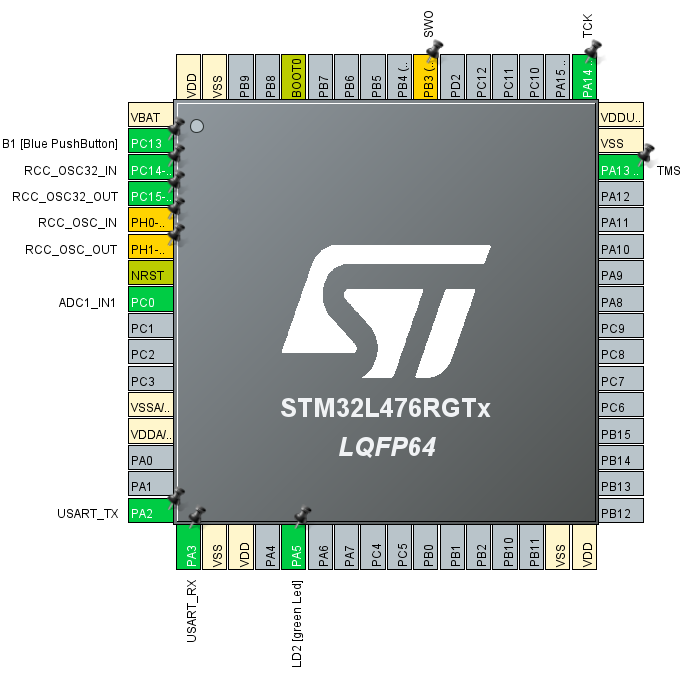 SWO
TCK
VDD
VSS
PB9
PB8
BOOT0
PB7
PB6
PB5
PB4 (..
PB3 (..
PD2
PC12
PC11
PC10
PA15 ..
PA14 ..
VBAT
B1 [Blue PushButton] PC13
RCC_OSC32_IN PC14-..
RCC_OSC32_OUT PC15-..
RCC_OSC_IN PH0-..
RCC_OSC_OUT PH1-..
NRST
ADC1_IN1 PC0
PC1
PC2
PC3
VSSA/..
VDDA/..
PA0
PA1
USART_TX PA2
VDDU..
VSS
PA13 .. TMS
PA12
PA11
PA10
PA9
PA8
PC9
PC8
PC7
PC6
PB15
PB14
PB13
PB12
ST
STM32L476RGTx
LQFP64
PA3
VSS
VDD
PA4
PA5
PA6
PA7
PC4
PC5
PB0
PB1
PB2
PB10
PB11
VSS
VDD
USART_RX
LD2 [green Led]